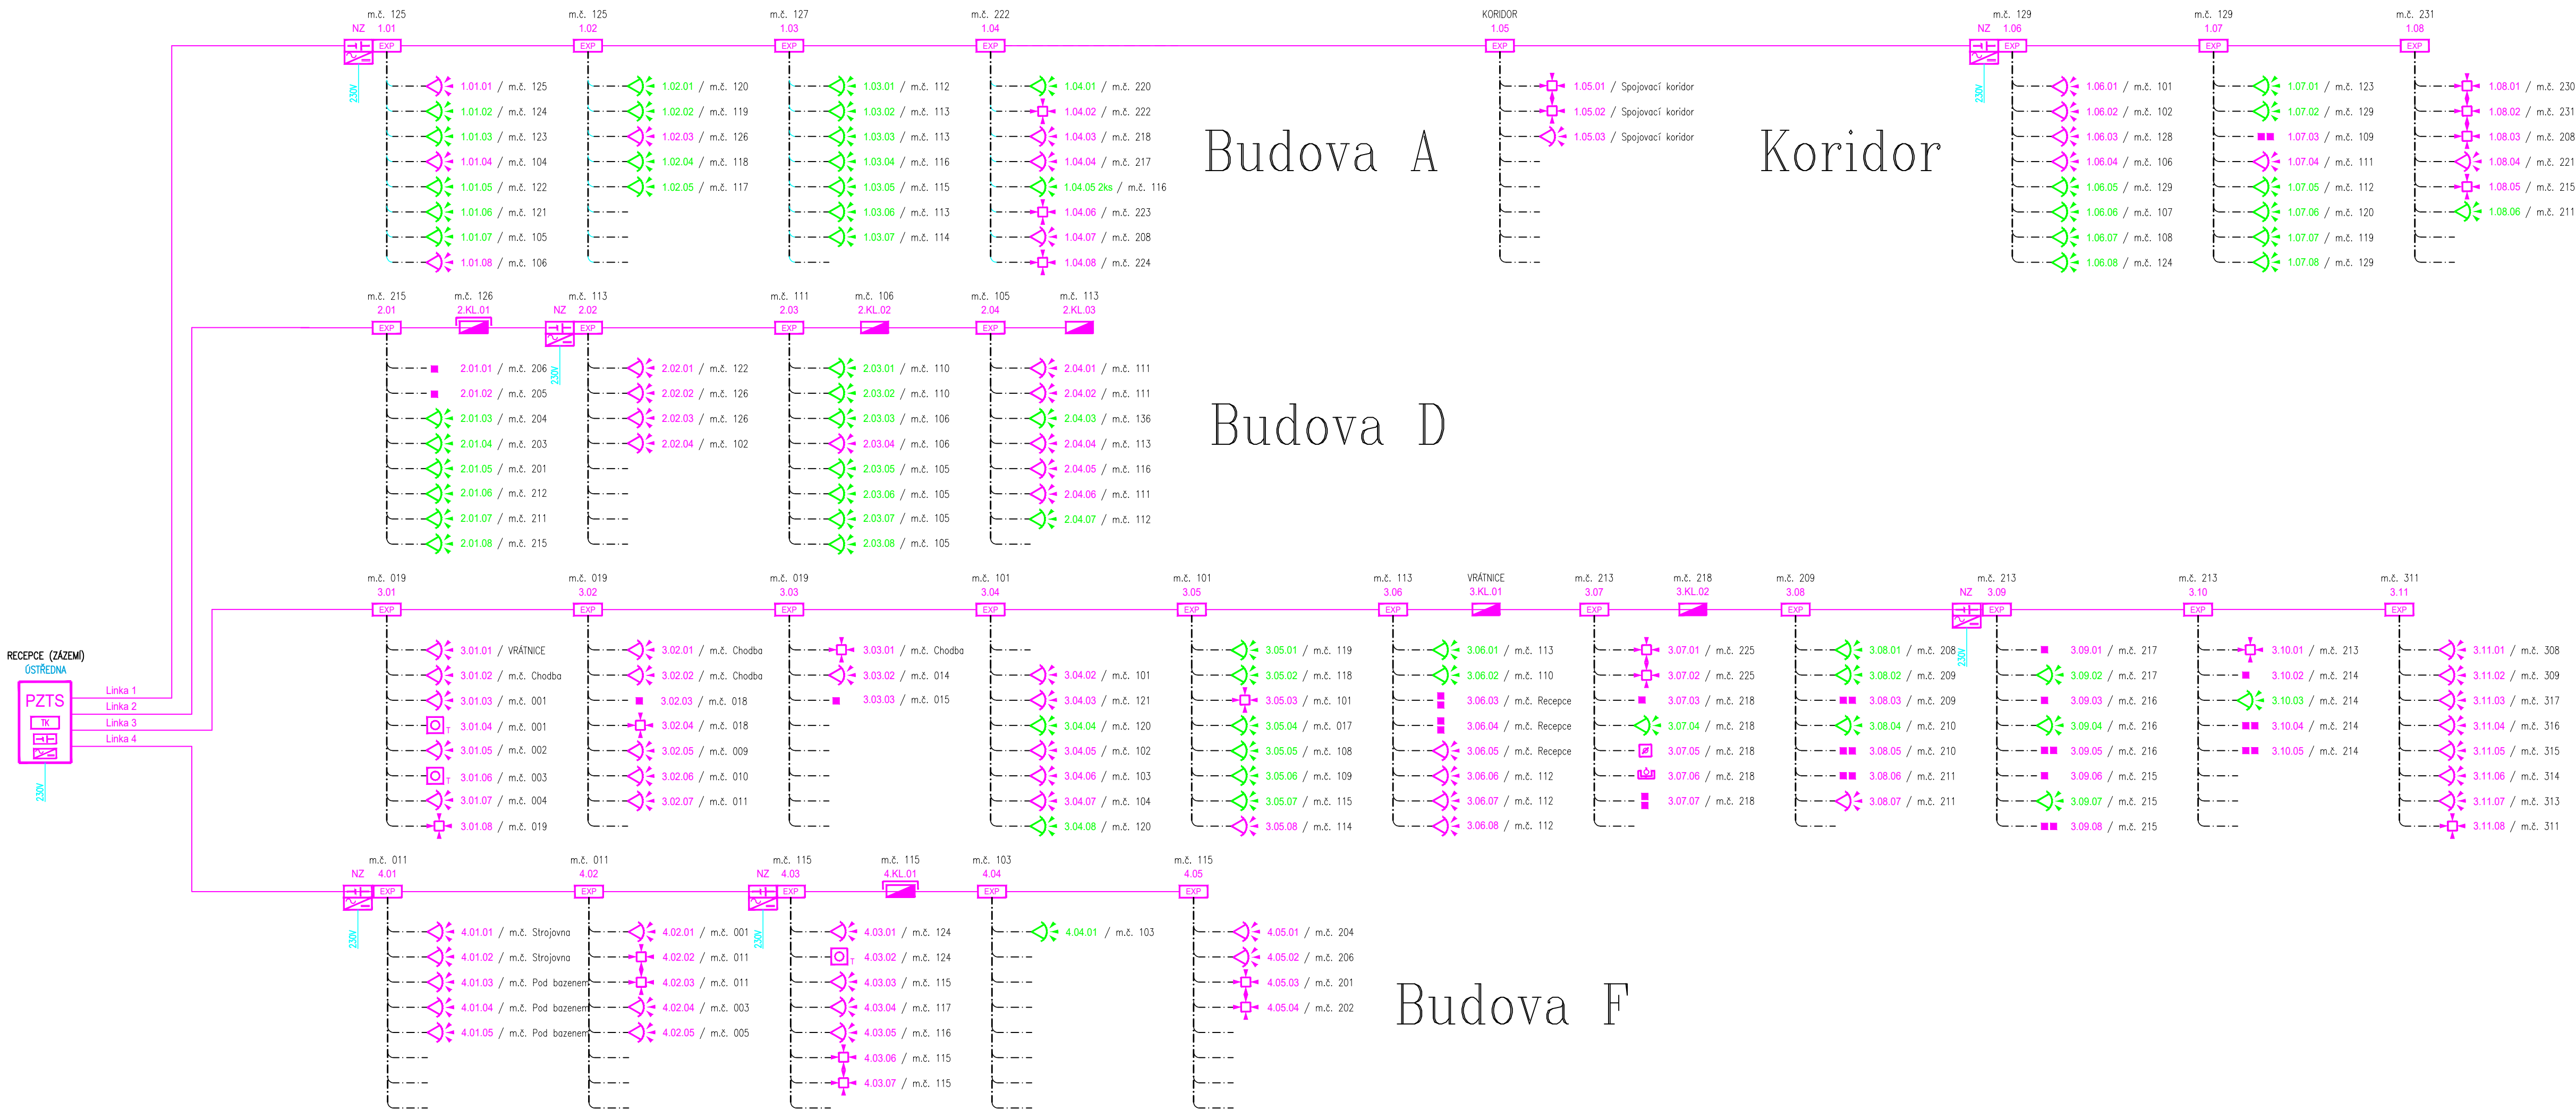 m.č. 125 m.č. 125 m.č. 127 m.č. 222 KORIDOR m.č. 129 m.č. 129 m.č. 231
NZ 1.01 1.02 1.03 1.04 1.05 NZ 1.06 1.07 1.08
EXP EXP EXP EXP EXP EXP EXP EXP
230V 230V
1.01.01 / m.č. 125
1.01.02 / m.č. 124
1.01.03 / m.č. 123
1.01.04 / m.č. 104
1.01.05 / m.č. 122
1.01.06 / m.č. 121
1.01.07 / m.č. 105
1.01.08 / m.č. 106
1.02.01 / m.č. 120
1.02.02 / m.č. 119
1.02.03 / m.č. 126
1.02.04 / m.č. 118
1.02.05 / m.č. 117
1.03.01 / m.č. 112
1.03.02 / m.č. 113
1.03.03 / m.č. 113
1.03.04 / m.č. 116
1.03.05 / m.č. 115
1.03.06 / m.č. 113
1.03.07 / m.č. 114
1.04.01 / m.č. 220
1.04.02 / m.č. 222
1.04.03 / m.č. 218
1.04.04 / m.č. 217
1.04.05 2ks / m.č. 116
1.04.06 / m.č. 223
1.04.07 / m.č. 208
1.04.08 / m.č. 224
Budova A
1.05.01 / Spojovací koridor
1.05.02 / Spojovací koridor
1.05.03 / Spojovací koridor
Koridor
1.06.01 / m.č. 101
1.06.02 / m.č. 102
1.06.03 / m.č. 128
1.06.04 / m.č. 106
1.06.05 / m.č. 129
1.06.06 / m.č. 107
1.06.07 / m.č. 108
1.06.08 / m.č. 124
1.07.01 / m.č. 123
1.07.02 / m.č. 129
1.07.03 / m.č. 109
1.07.04 / m.č. 111
1.07.05 / m.č. 112
1.07.06 / m.č. 120
1.07.07 / m.č. 119
1.07.08 / m.č. 129
1.08.01 / m.č. 230
1.08.02 / m.č. 231
1.08.03 / m.č. 208
1.08.04 / m.č. 221
1.08.05 / m.č. 215
1.08.06 / m.č. 211
m.č. 215 m.č. 126 m.č. 113 m.č. 111 m.č. 106 m.č. 105 m.č. 113
2.01 2.KL.01 NZ 2.02 2.03 2.KL.02 2.04 2.KL.03
EXP EXP EXP EXP
230V
2.01.01 / m.č. 206
2.01.02 / m.č. 205
2.01.03 / m.č. 204
2.01.04 / m.č. 203
2.01.05 / m.č. 201
2.01.06 / m.č. 212
2.01.07 / m.č. 211
2.01.08 / m.č. 215
2.02.01 / m.č. 122
2.02.02 / m.č. 126
2.02.03 / m.č. 126
2.02.04 / m.č. 102
2.03.01 / m.č. 110
2.03.02 / m.č. 110
2.03.03 / m.č. 106
2.03.04 / m.č. 106
2.03.05 / m.č. 105
2.03.06 / m.č. 105
2.03.07 / m.č. 105
2.03.08 / m.č. 105
2.04.01 / m.č. 111
2.04.02 / m.č. 111
2.04.03 / m.č. 136
2.04.04 / m.č. 113
2.04.05 / m.č. 116
2.04.06 / m.č. 111
2.04.07 / m.č. 112
Budova D
m.č. 019 m.č. 019 m.č. 019 m.č. 101 m.č. 101 m.č. 113 VRÁTNICE m.č. 213 m.č. 218 m.č. 209 m.č. 213 m.č. 213 m.č. 311
3.01 3.02 3.03 3.04 3.05 3.06 3.KL.01 3.07 3.KL.02 3.08 NZ 3.09 3.10 3.11
EXP EXP EXP EXP EXP EXP EXP EXP EXP EXP EXP
230V
RECEPCE (ZÁZEMÍ)
ÚSTŘEDNA
PZTS
TK
230V
Linka 1
Linka 2
Linka 3
Linka 4
3.01.01 / VRÁTNICE
3.01.02 / m.č. Chodba
3.01.03 / m.č. 001
T 3.01.04 / m.č. 001
3.01.05 / m.č. 002
T 3.01.06 / m.č. 003
3.01.07 / m.č. 004
3.01.08 / m.č. 019
3.02.01 / m.č. Chodba
3.02.02 / m.č. Chodba
3.02.03 / m.č. 018
3.02.04 / m.č. 018
3.02.05 / m.č. 009
3.02.06 / m.č. 010
3.02.07 / m.č. 011
3.03.01 / m.č. Chodba
3.03.02 / m.č. 014
3.03.03 / m.č. 015
3.04.02 / m.č. 101
3.04.03 / m.č. 121
3.04.04 / m.č. 120
3.04.05 / m.č. 102
3.04.06 / m.č. 103
3.04.07 / m.č. 104
3.04.08 / m.č. 120
3.05.01 / m.č. 119
3.05.02 / m.č. 118
3.05.03 / m.č. 101
3.05.04 / m.č. 017
3.05.05 / m.č. 108
3.05.06 / m.č. 109
3.05.07 / m.č. 115
3.05.08 / m.č. 114
3.06.01 / m.č. 113
3.06.02 / m.č. 110
3.06.03 / m.č. Recepce
3.06.04 / m.č. Recepce
3.06.05 / m.č. Recepce
3.06.06 / m.č. 112
3.06.07 / m.č. 112
3.06.08 / m.č. 112
3.07.01 / m.č. 225
3.07.02 / m.č. 225
3.07.03 / m.č. 218
3.07.04 / m.č. 218
3.07.05 / m.č. 218
3.07.06 / m.č. 218
3.07.07 / m.č. 218
3.08.01 / m.č. 208
3.08.02 / m.č. 209
3.08.03 / m.č. 209
3.08.04 / m.č. 210
3.08.05 / m.č. 210
3.08.06 / m.č. 211
3.08.07 / m.č. 211
3.09.01 / m.č. 217
3.09.02 / m.č. 217
3.09.03 / m.č. 216
3.09.04 / m.č. 216
3.09.05 / m.č. 216
3.09.06 / m.č. 215
3.09.07 / m.č. 215
3.09.08 / m.č. 215
3.10.01 / m.č. 213
3.10.02 / m.č. 214
3.10.03 / m.č. 214
3.10.04 / m.č. 214
3.10.05 / m.č. 214
3.11.01 / m.č. 308
3.11.02 / m.č. 309
3.11.03 / m.č. 317
3.11.04 / m.č. 316
3.11.05 / m.č. 315
3.11.06 / m.č. 314
3.11.07 / m.č. 313
3.11.08 / m.č. 311
m.č. 011 m.č. 011 m.č. 115 m.č. 115 m.č. 103 m.č. 115
NZ 4.01 4.02 NZ 4.03 4.KL.01 4.04 4.05
EXP EXP EXP EXP EXP
230V 230V
4.01.01 / m.č. Strojovna
4.01.02 / m.č. Strojovna
4.01.03 / m.č. Pod bazenem
4.01.04 / m.č. Pod bazenem
4.01.05 / m.č. Pod bazenem
4.02.01 / m.č. 001
4.02.02 / m.č. 011
4.02.03 / m.č. 011
4.02.04 / m.č. 003
4.02.05 / m.č. 005
4.03.01 / m.č. 124
T 4.03.02 / m.č. 124
4.03.03 / m.č. 115
4.03.04 / m.č. 117
4.03.05 / m.č. 116
4.03.06 / m.č. 115
4.03.07 / m.č. 115
4.04.01 / m.č. 103
4.05.01 / m.č. 204
4.05.02 / m.č. 206
4.05.03 / m.č. 201
4.05.04 / m.č. 202
Budova F